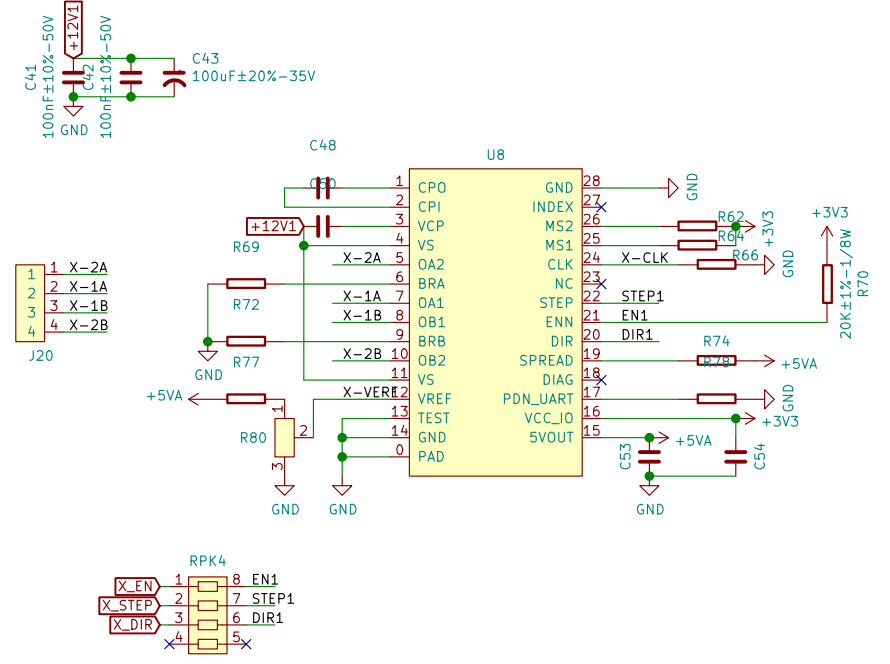 +12V1
C41
100nF±10%-50V
C42
100nF±10%-50V
C43
100uF±20%-35V
GND
C48
C50
+12V1
R69
R72
R77
GND
+5VA
R80
1
2
3
GND
GND
X-2A
X-1A
X-1B
X-2B
X-VERF
U8
1 CPO
2 CPI
3 VCP
4 VS
5 OA2
6 BRA
7 OA1
8 OB1
9 BRB
10 OB2
11 VS
12 VREF
13 TEST
14 GND
0 PAD
GND 28
INDEX 27
MS2 26
MS1 25
CLK 24
NC 23
STEP 22
ENN 21
DIR 20
SPREAD 19
DIAG 18
PDN_UART 17
VCC_IO 16
5VOUT 15
GND
R62
R64
+3V3
X-CLK
R66
GND
STEP1
EN1
DIR1
+3V3
20K±1%-1/8W
R70
R74
+5VA
R78
GND
+3V3
+5VA
C53
C54
GND
1 1 X-2A
2 2 X-1A
3 3 X-1B
4 4 X-2B
J20
RPK4
X_EN 1 8 EN1
X_STEP 2 7 STEP1
X_DIR 3 6 DIR1
4 5